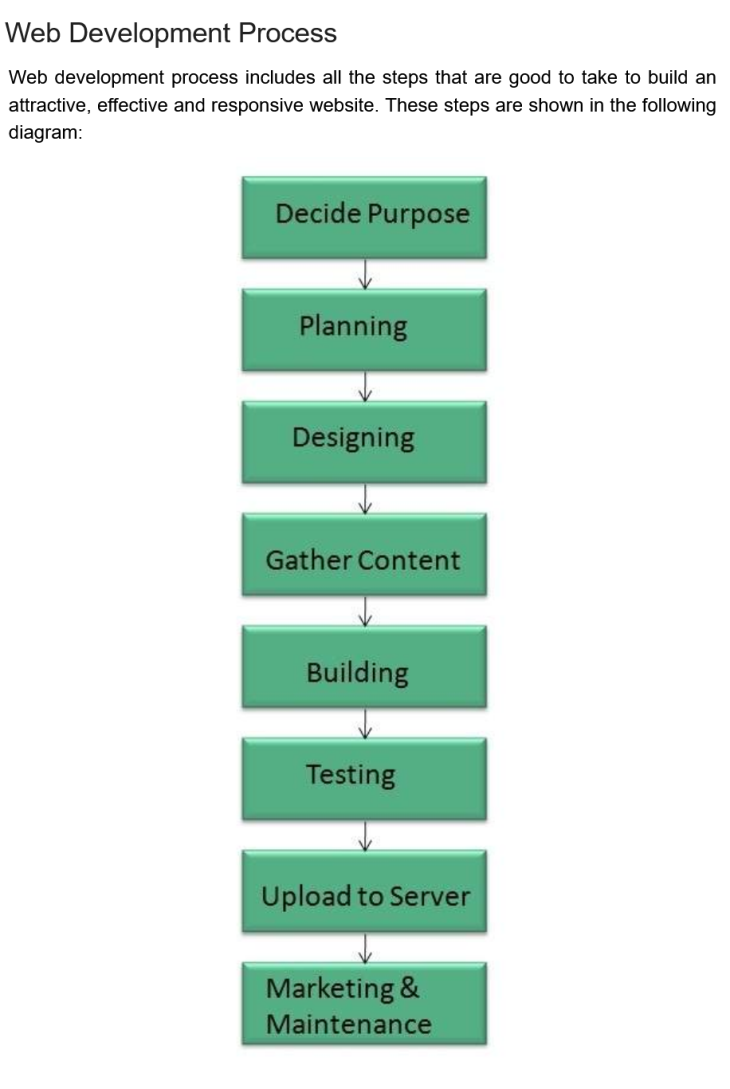 Web Development Process
Web development process includes all the steps that are good to take to build an
attractive, effective and responsive website. These steps are shown in the following
diagram:
Decide Purpose
Planning
Designing
Gather Content
Building
Testing
Upload to Server
Marketing &
Maintenance